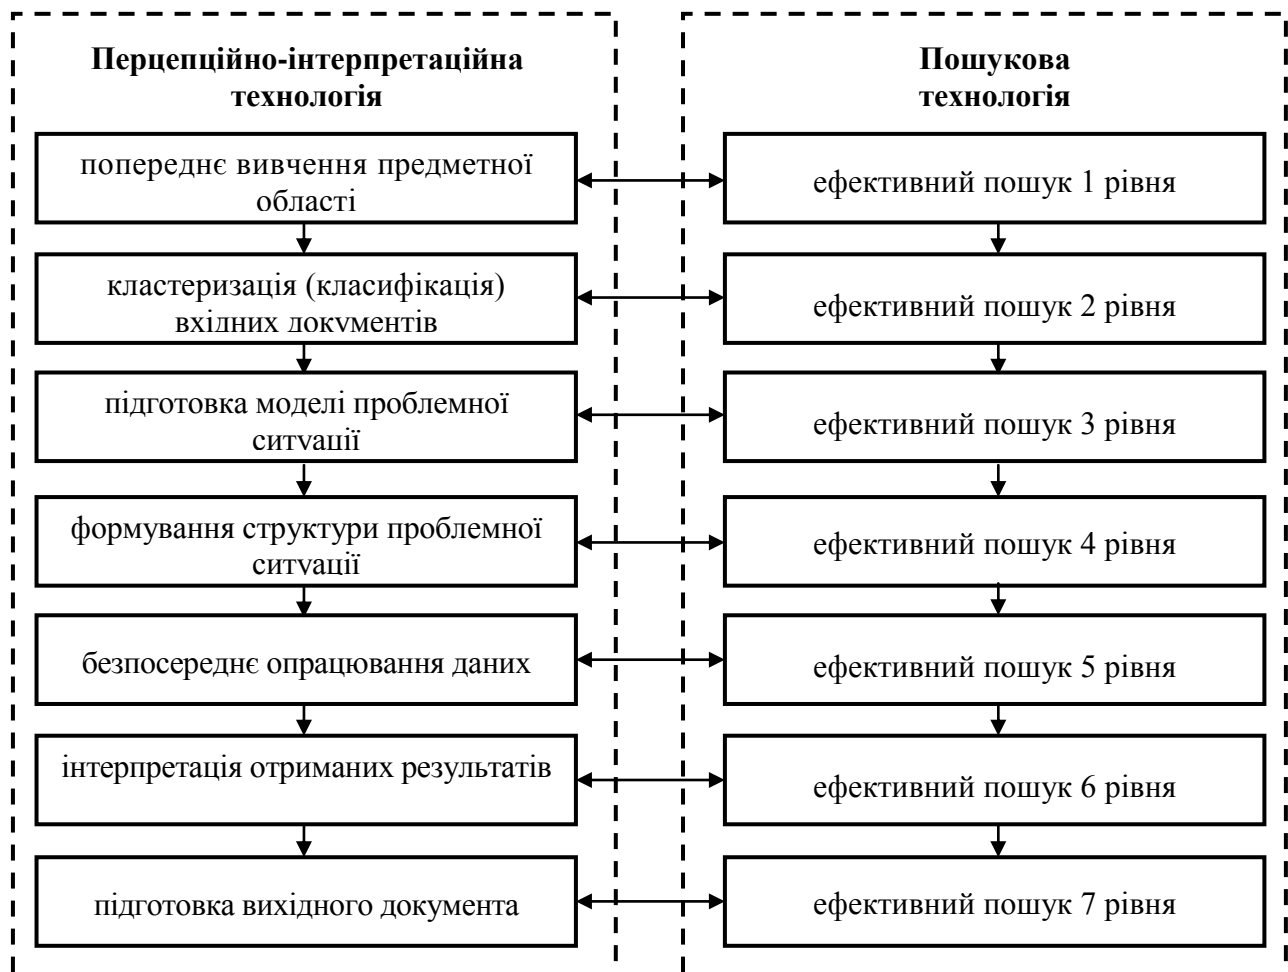 Перцепційно-інтерпретаційна
технологія
попереднє вивчення предметної
області
кластеризація (класифікація)
вхідних документів
підготовка моделі проблемної
ситуації
формування структури проблемної
ситуації
безпосереднє опрацювання даних
інтерпретація отриманих результатів
підготовка вихідного документа
Пошукова
технологія
ефективний пошук 1 рівня
ефективний пошук 2 рівня
ефективний пошук 3 рівня
ефективний пошук 4 рівня
ефективний пошук 5 рівня
ефективний пошук 6 рівня
ефективний пошук 7 рівня